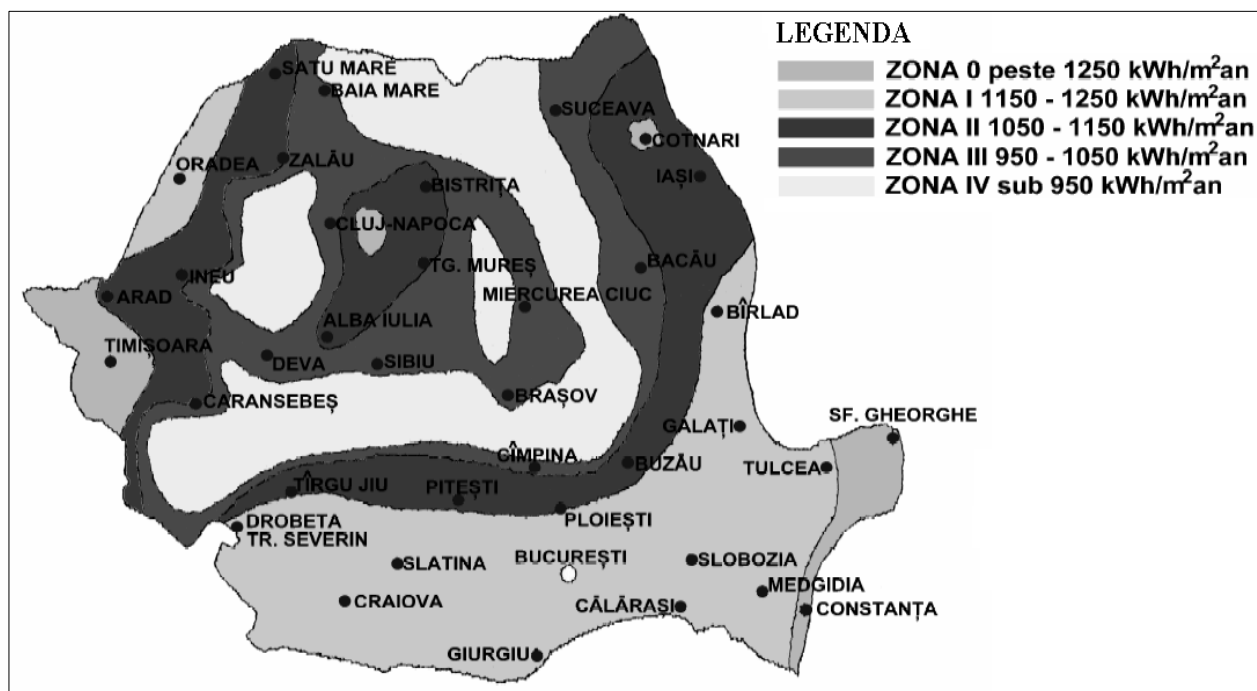 LEGENDA
ZONA 0 peste 1250 kWh/m²an
ZONA I 1150 - 1250 kWh/m²an
ZONA II 1050 - 1150 kWh/m²an
ZONA III 950 - 1050 kWh/m²an
ZONA IV sub 950 kWh/m²an
SATU MARE
BAIA MARE
SUCEAVA
COTNARI
ORADEA
ZALĂU
IAȘI
BISTRIȚA
CLUJ-NAPOCA
TG. MUREȘ
BACĂU
INEU
ARAD
MIERCUREA CIUC
BÎRLAD
ALBA IULIA
TIMISOARA
DEVA
SIBIU
CARANSEBEȘ
BRAȘOV
SF. GHEORGHE
GALAȚI
CÎMPINA
BUZĂU
TULCEA
TÎRGU JIU
PITEȘTI
PLOIEȘTI
DROBETA
TR. SEVERIN
BUCUREȘTI
SLATINA
SLOBOZIA
MEDGIDIA
CRAIOVA
CĂLĂRAȘI
CONSTANȚA
GIURGIU